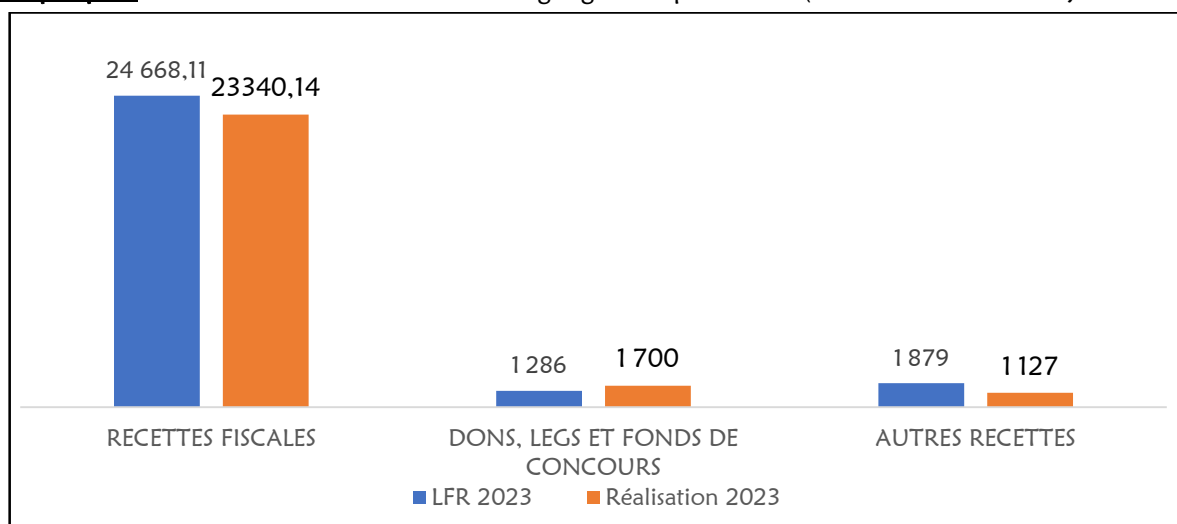 24 668,11
23340,14
1 286
1 700
1 879
1 127
RECETTES FISCALES
DONS, LEGS ET FONDS DE
CONCOURS
AUTRES RECETTES
LFR 2023
Réalisation 2023